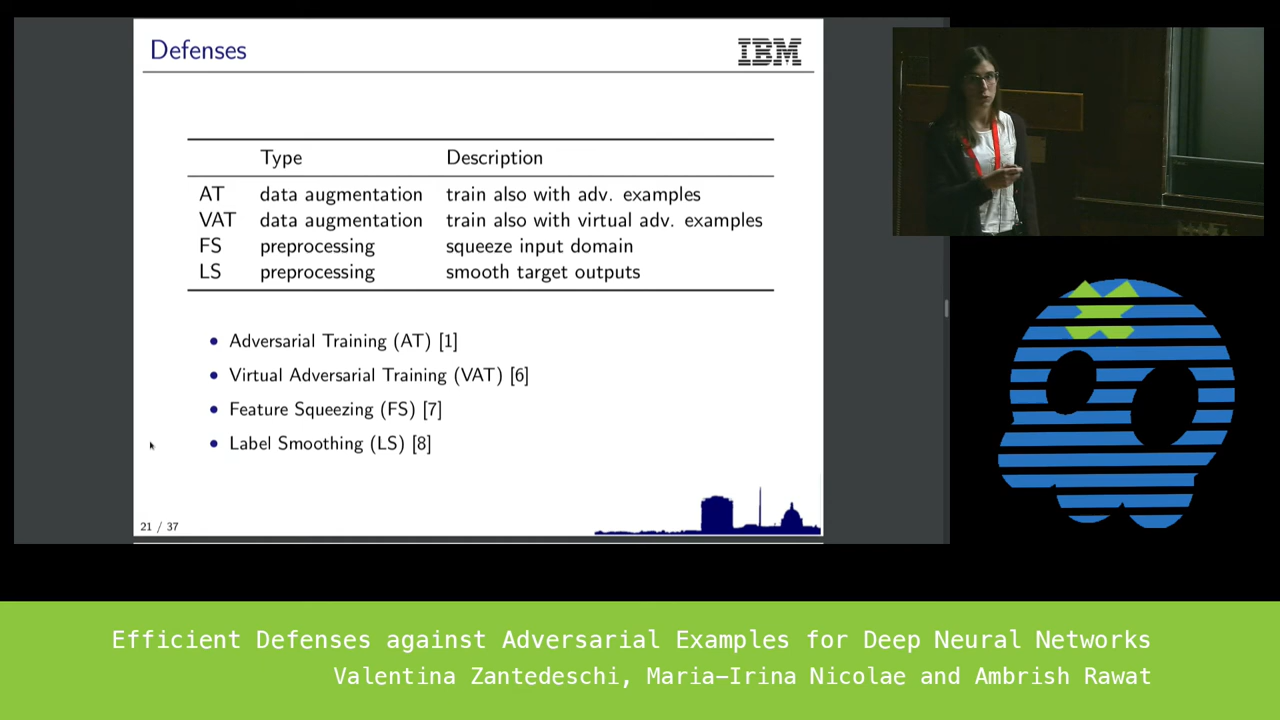 Defenses
IBM
Type Description
AT data augmentation train also with adv. examples
VAT data augmentation train also with virtual adv. examples
FS preprocessing squeeze input domain
LS preprocessing smooth target outputs
• Adversarial Training (AT) [1]
• Virtual Adversarial Training (VAT) [6]
• Feature Squeezing (FS) [7]
• Label Smoothing (LS) [8]
21 / 37
Efficient Defenses against Adversarial Examples for Deep Neural Networks
Valentina Zantedeschi, Maria-Irina Nicolae and Ambrish Rawat